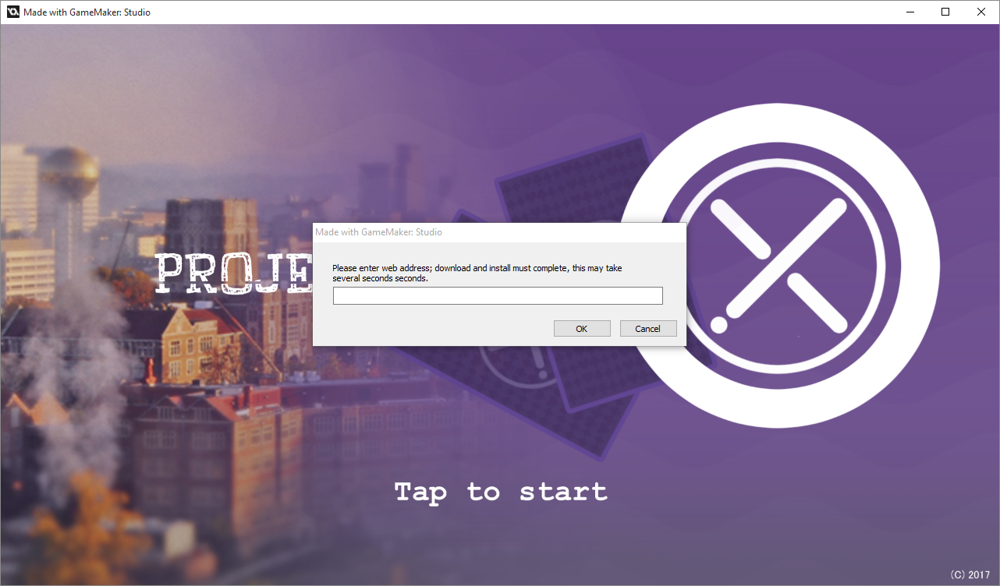 Made with GameMaker: Studio
Made with GameMaker: Studio
Please enter web address; download and install must complete, this may take
several seconds seconds.
OK Cancel
PROJE
Tap to start
(C) 2017